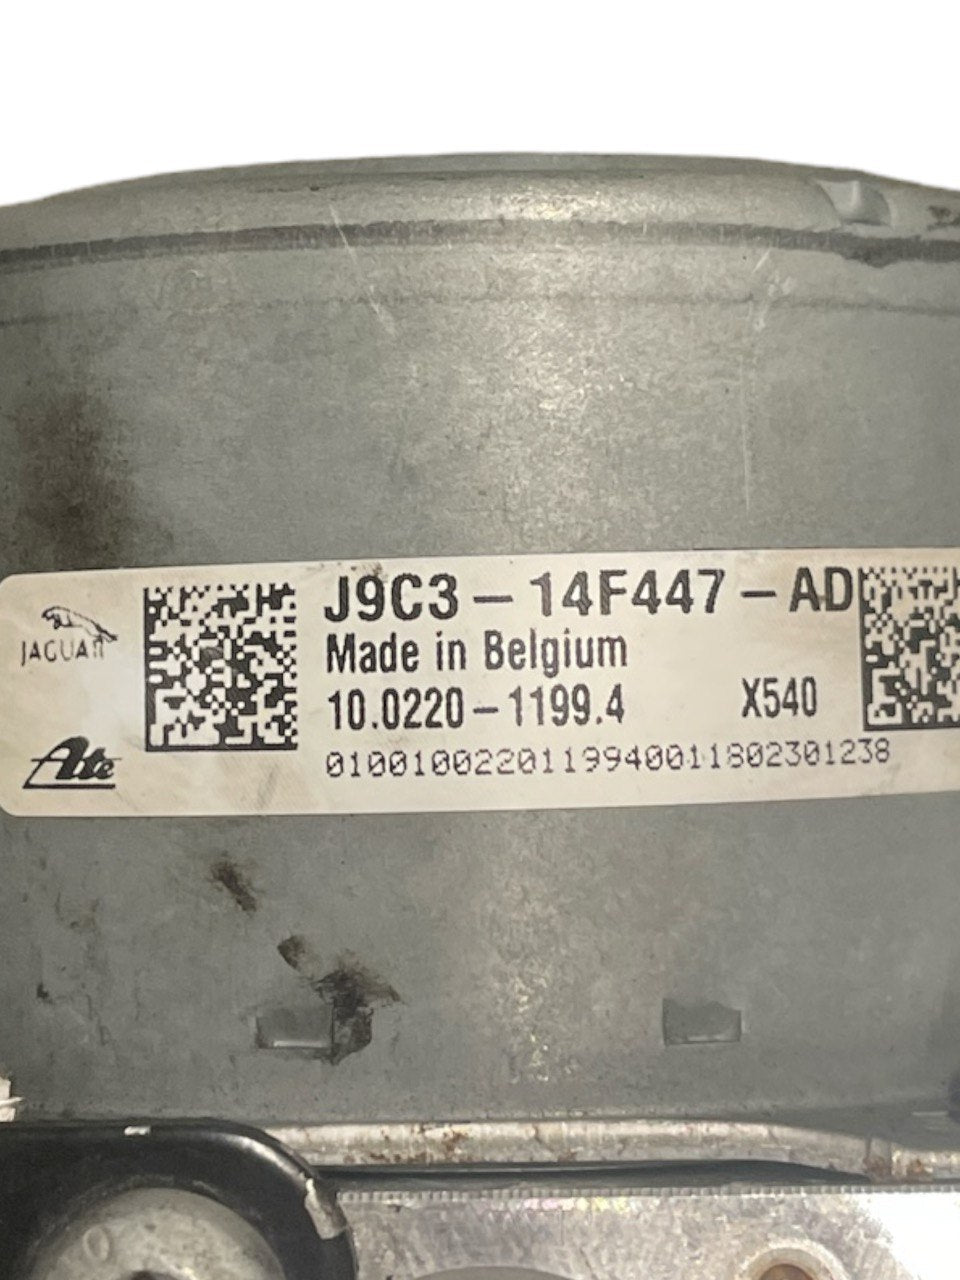 JAGUAR
Ate
J9C3-14F447-AD
Made in Belgium
10.0220-1199.4 X540
0100100220119940011802301238